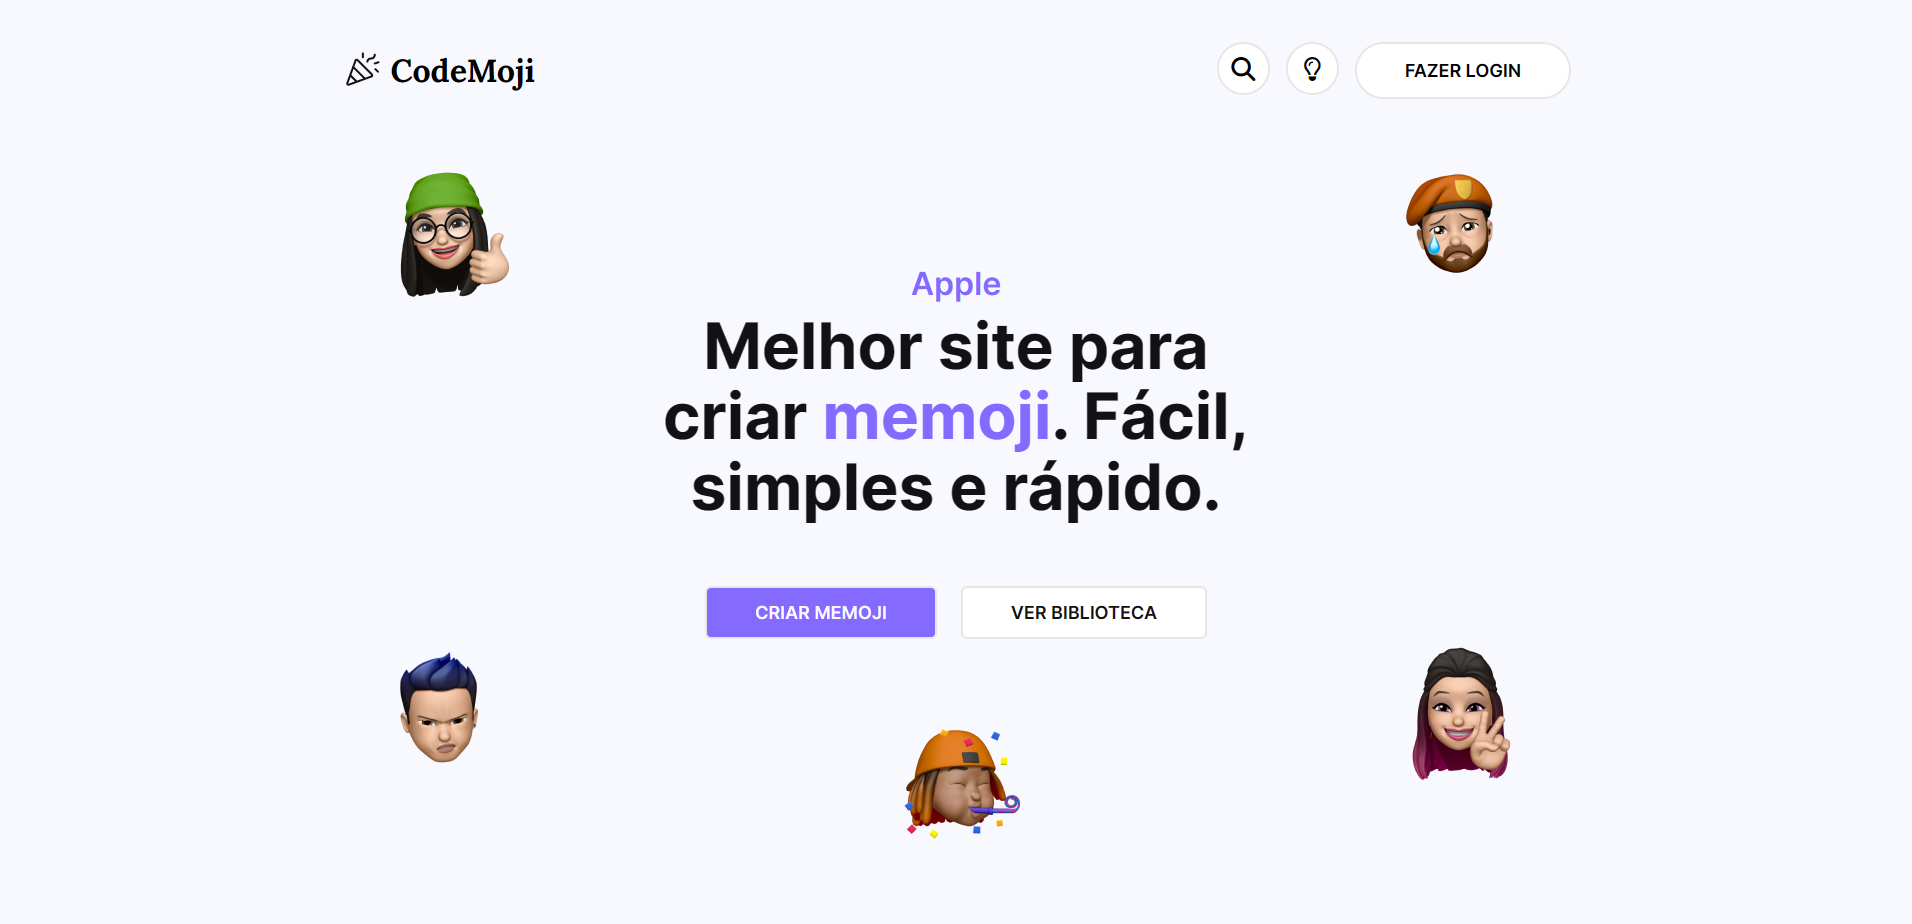 CodeMoji
FAZER LOGIN
Apple
Melhor site para
criar memoji. Fácil,
simples e rápido.
CRIAR MEMOJI
VER BIBLIOTECA